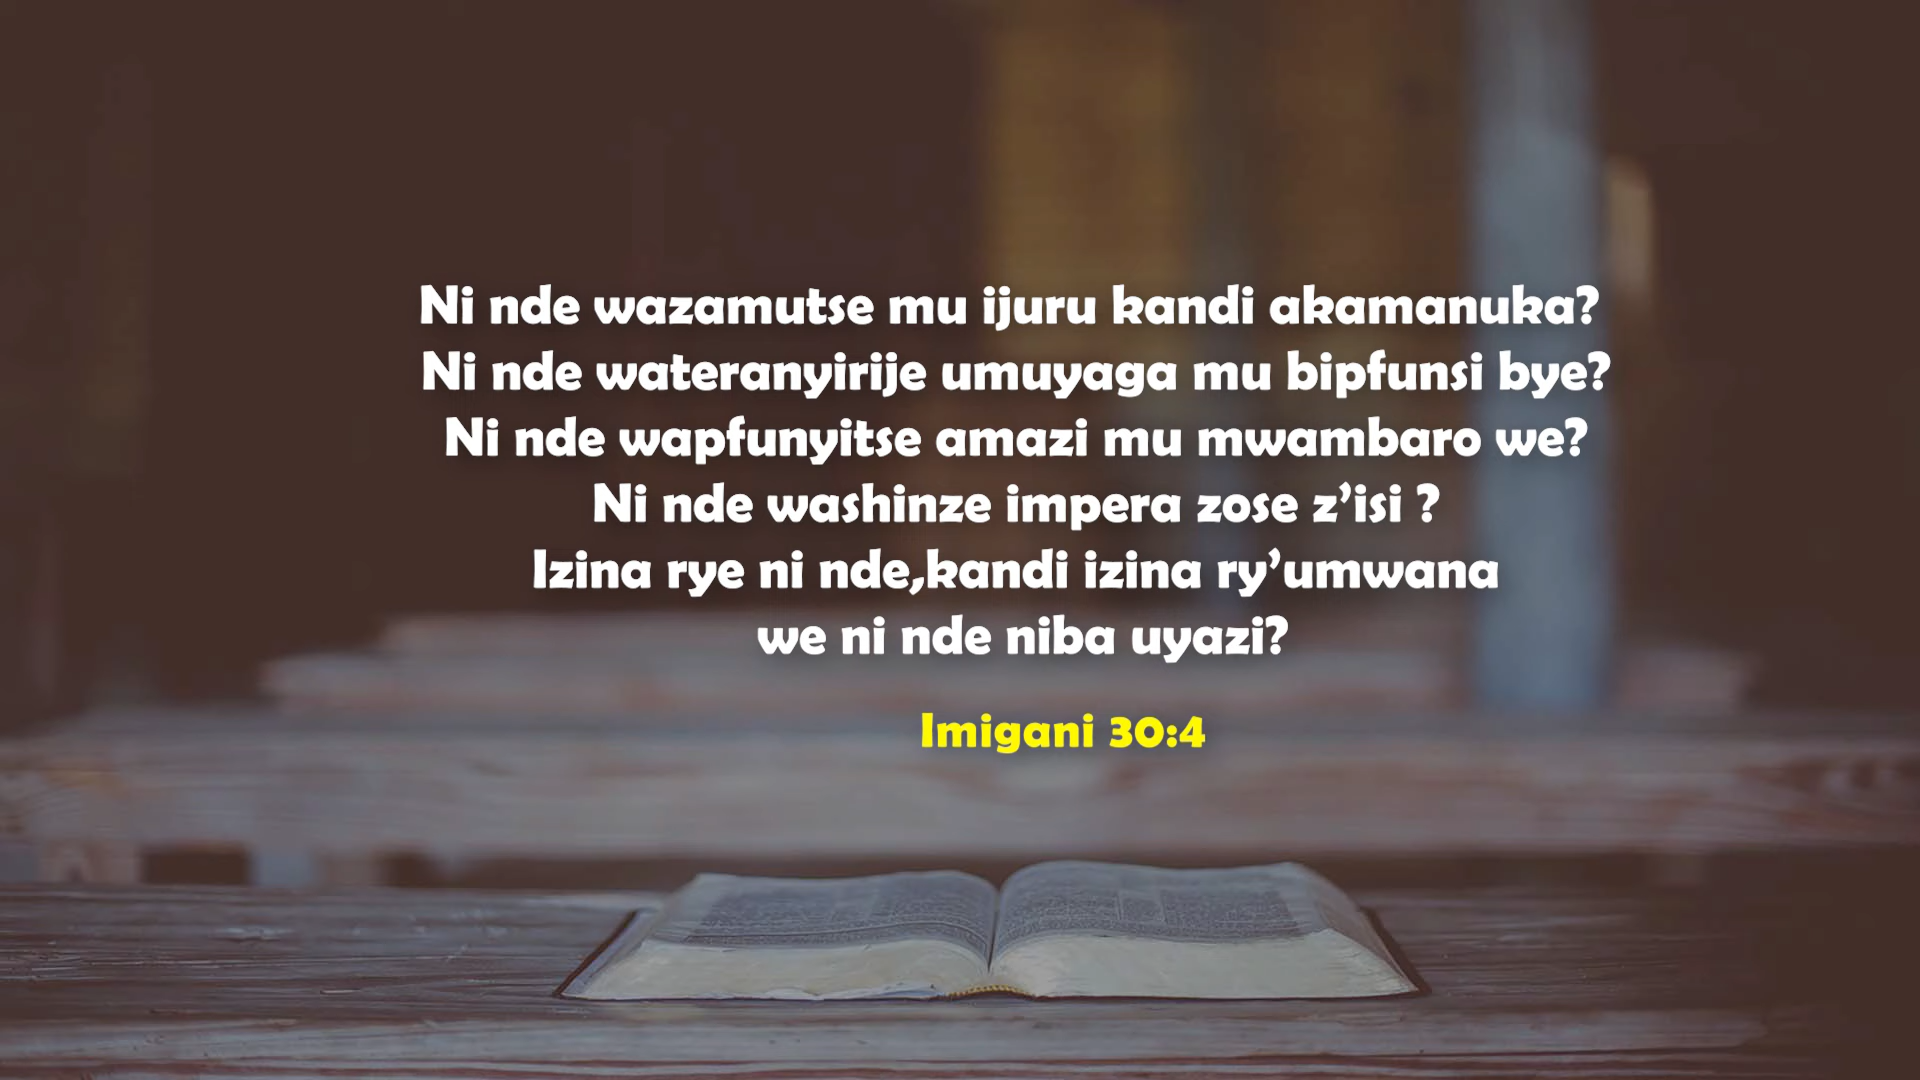 Ni nde wazamutse mu ijuru kandi akamanuka?
Ni nde wateranyirije umuyaga mu bipfunsi bye?
Ni nde wapfunyitse amazi mu mwambaro we?
Ni nde washinze impera zose z’isi ?
Izina rye ni nde,kandi izina ry’umwana
we ni nde niba uyazi?
Imigani 30:4